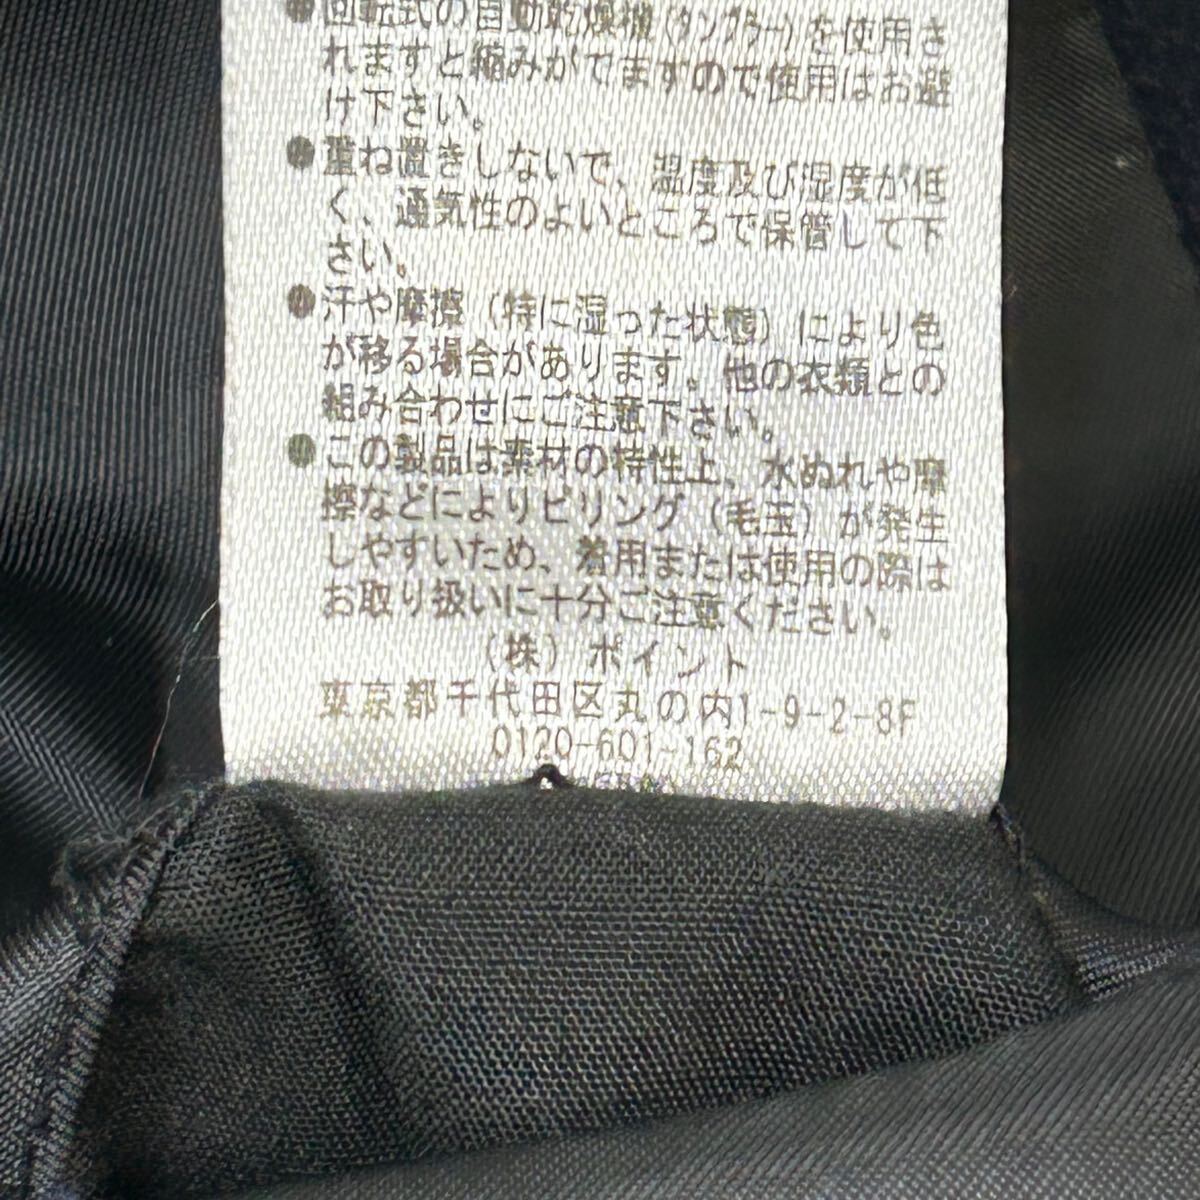 ●回転式の自動乾燥機(タンブラー)を使用さ
れますと縮みがでますので使用はお避
け下さい。
●重ね置きしないで、温度及び湿度が低
く、通気性のよいところで保管して下
さい。
●汗や摩擦(特に湿った状態)により色
が移る場合があります。他の衣類との
組み合わせにご注意下さい。
●この製品は素材の特性上、水ぬれや摩
擦などによりピリング(毛玉)が発生
しやすいため、着用または使用の際は
お取り扱いに十分ご注意ください。
(株)ポイント
東京都千代田区丸の内1-9-2-8F
0120-601-162